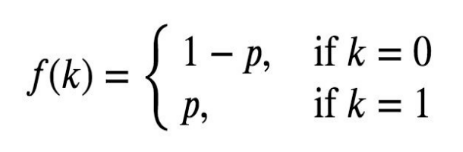 f(k) = { 1 − p, if k = 0
p, if k = 1